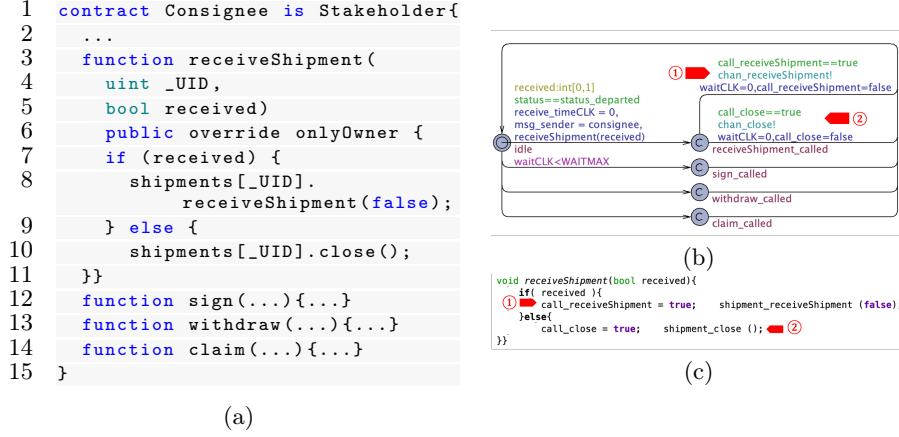 1 contract Consignee is Stakeholder{
2 ...
3 function receiveShipment(
4 uint _UID,
5 bool received)
6 public override onlyOwner {
7 if (received) {
8 shipments[_UID].
receiveShipment(false);
9 } else {
10 shipments[_UID].close();
11 }}
12 function sign(...){...}
13 function withdraw(...){...}
14 function claim(...){...}
15 }
(a)
received:int[0,1]
status==status_departed
receive_timeCLK = 0,
msg_sender = consignee,
receiveShipment(received)
idle
waitCLK<WAITMAX
①
call_receiveShipment==true
chan_receiveShipment!
waitCLK=0,call_receiveShipment=false
call_close==true
chan_close!
waitCLK=0,call_close=false
②
C
receiveShipment_called
C
sign_called
C
withdraw_called
C
claim_called
(b)
void receiveShipment(bool received){
if( received ){
① call_receiveShipment = true; shipment_receiveShipment (false);
}else{
call_close = true; shipment_close (); ②
}}
(c)